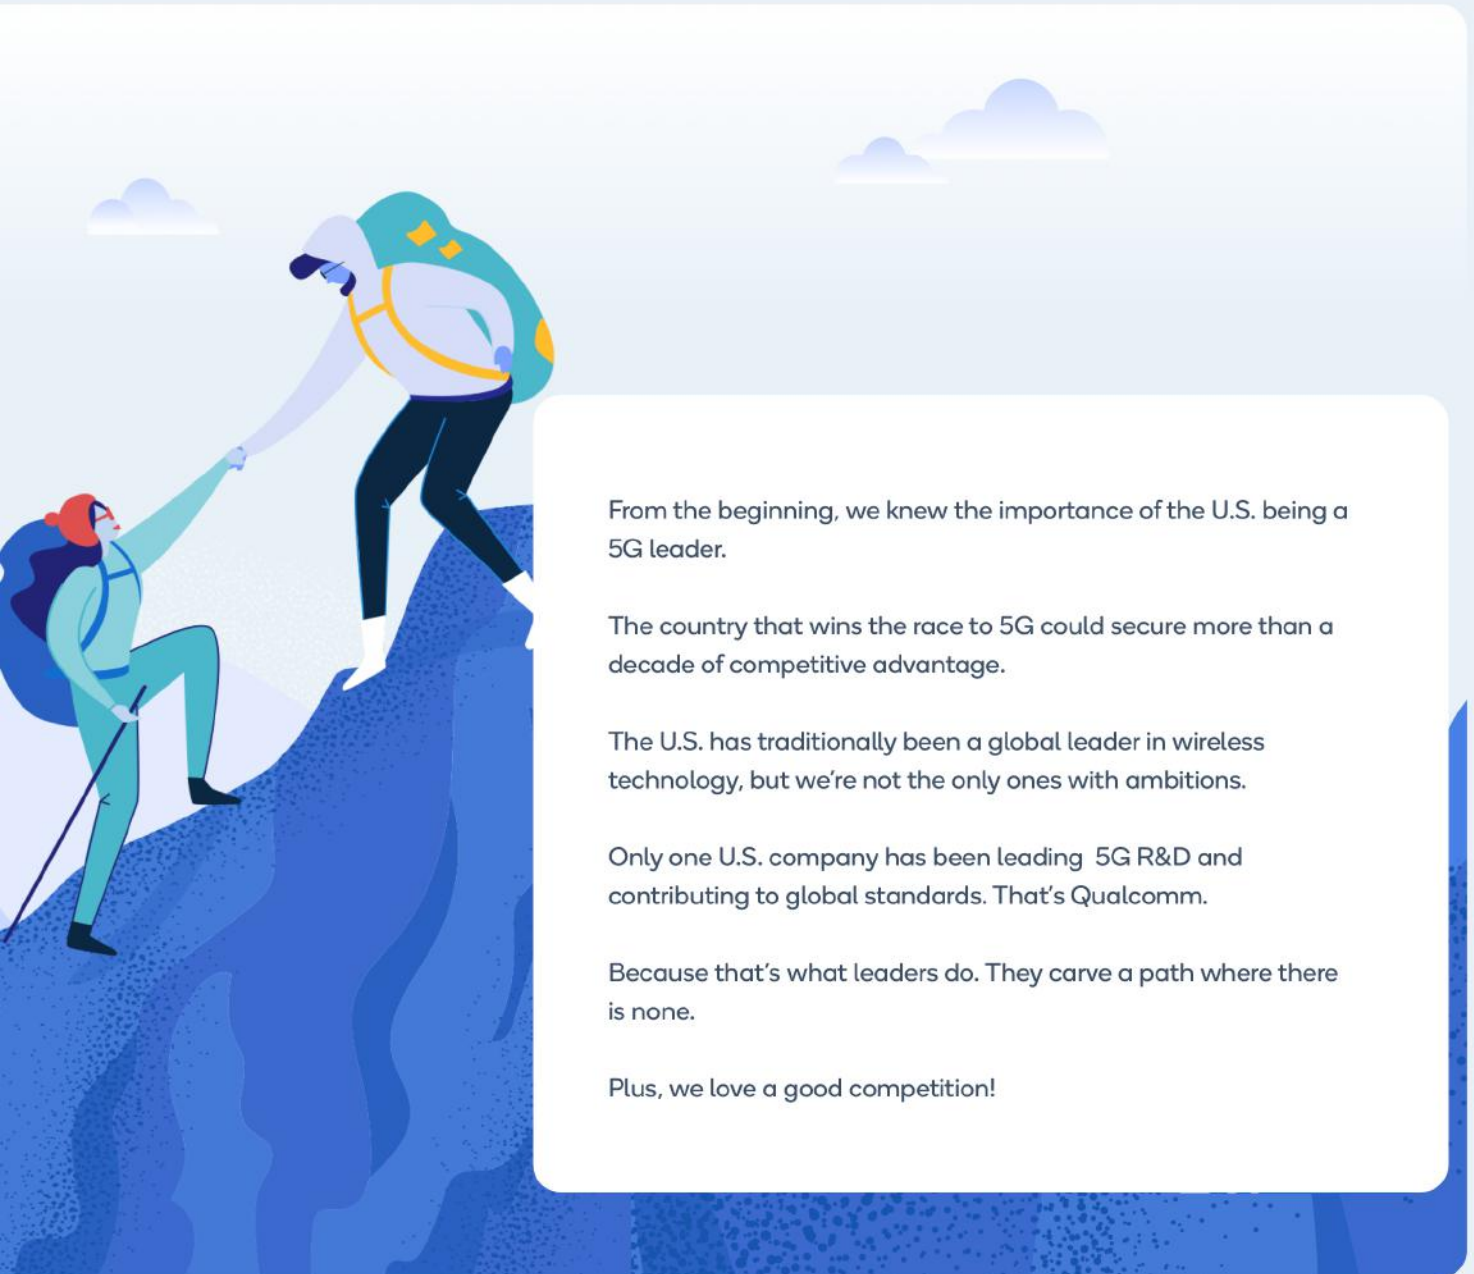 From the beginning, we knew the importance of the U.S. being a
5G leader.
The country that wins the race to 5G could secure more than a
decade of competitive advantage.
The U.S. has traditionally been a global leader in wireless
technology, but we're not the only ones with ambitions.
Only one U.S. company has been leading  5G R&D and
contributing to global standards. That's Qualcomm.
Because that's what leaders do. They carve a path where there
is none.
Plus, we love a good competition!